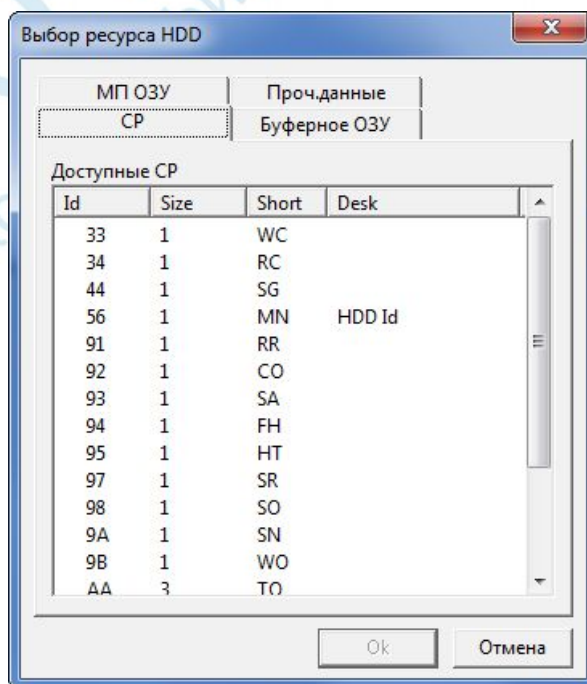 Выбор ресурса HDD
МП ОЗУ Проч.данные
СР Буферное ОЗУ
Доступные СР
Id Size Short Desk
33 1 WC
34 1 RC
44 1 SG
56 1 MN HDD Id
91 1 RR
92 1 CO
93 1 SA
94 1 FH
95 1 HT
97 1 SR
98 1 SO
9A 1 SN
9B 1 WO
AA 3 TO
Ok Отмена